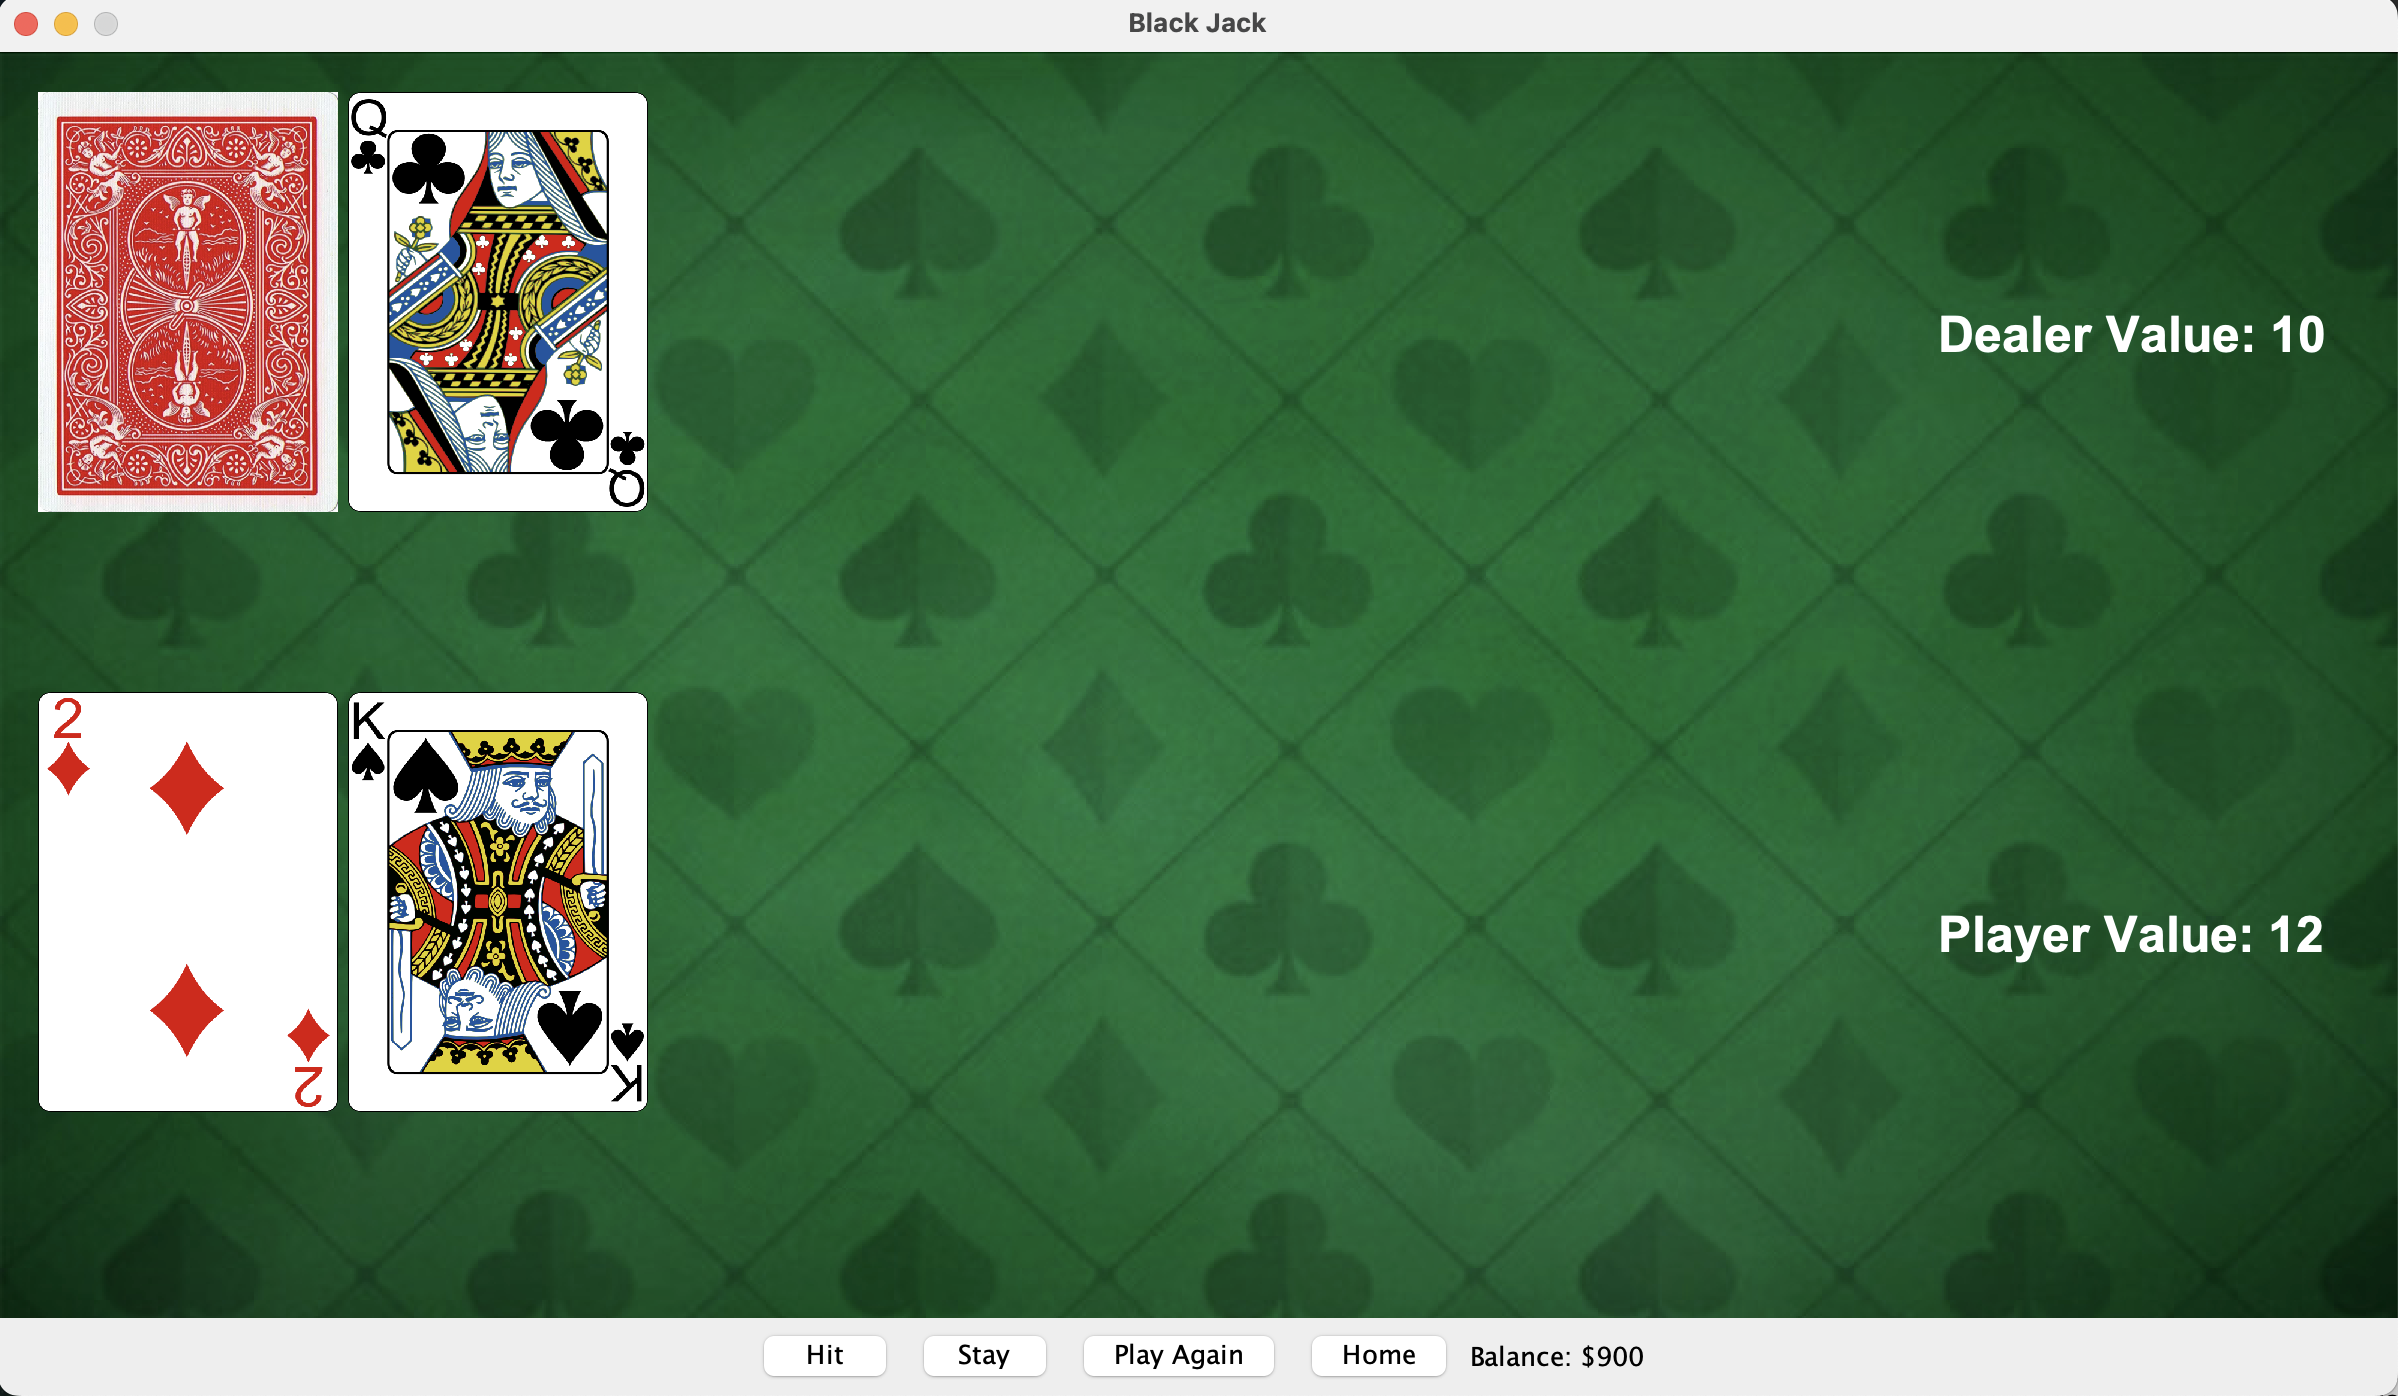 Black Jack
Q
Q
Dealer Value: 10
2
K
2
K
Player Value: 12
Hit
Stay
Play Again
Home
Balance: $900